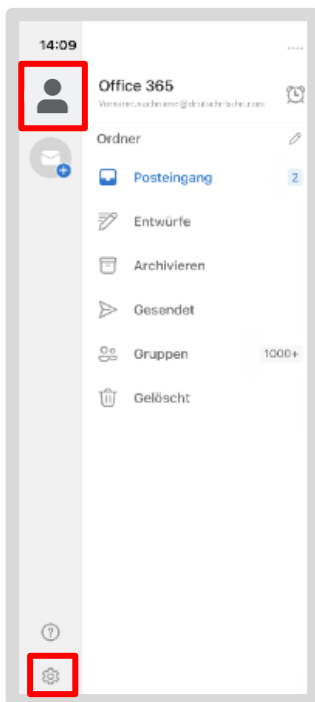 14:09
Office 365
Ordner
Posteingang 2
Entwürfe
Archivieren
Gesendet
Gruppen 1000+
Gelöscht
?